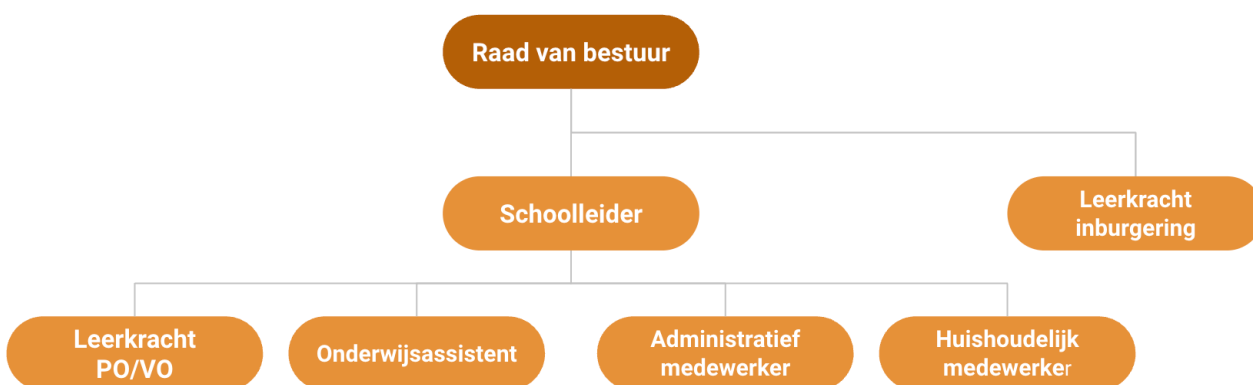 Raad van bestuur
Schoolleider
Leerkracht
inburgering
Leerkracht
PO/VO
Onderwijsassistent
Administratief
medewerker
Huishoudelijk
medewerker